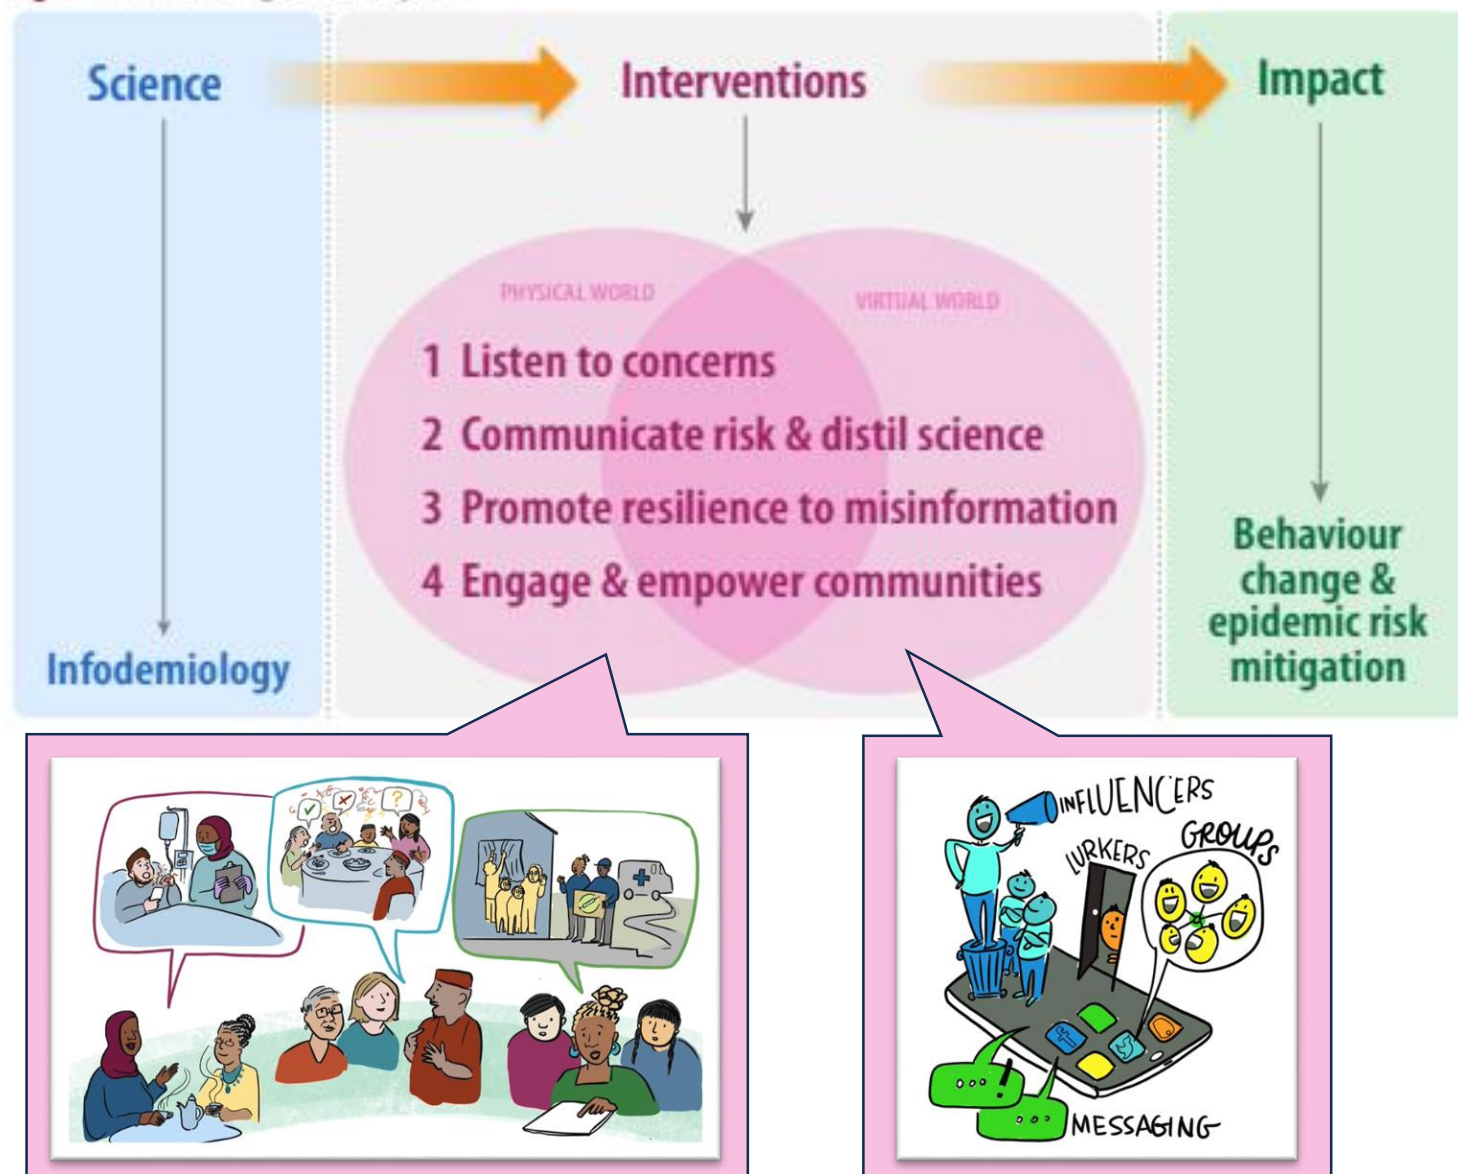 Science
Interventions
Impact
PHYSICAL WORLD
VIRTUAL WORLD
1 Listen to concerns
2 Communicate risk & distil science
3 Promote resilience to misinformation
4 Engage & empower communities
Infodemiology
Behaviour
change &
epidemic risk
mitigation
INFLUENCERS
LURKERS
GROUPS
MESSAGING